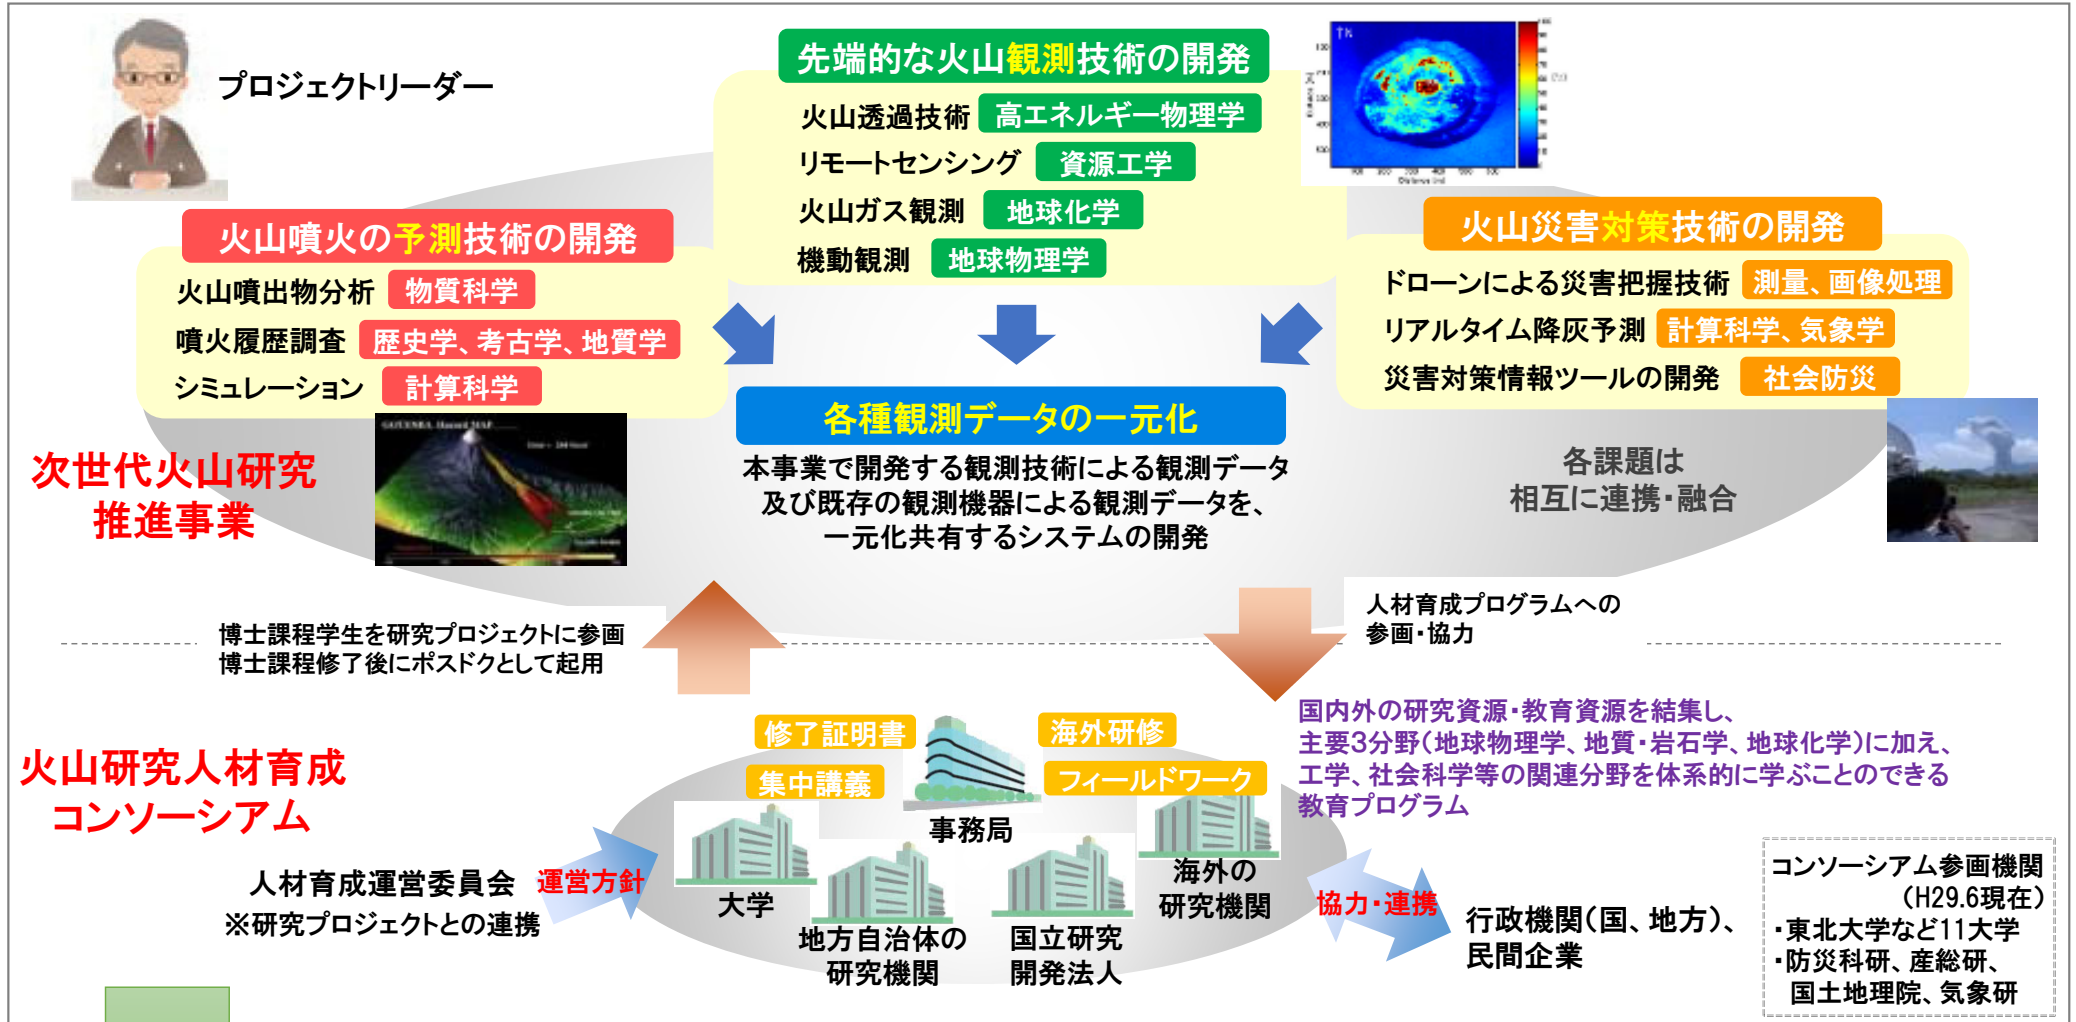 プロジェクトリーダー
先端的な火山観測技術の開発
火山透過技術 高エネルギー物理学
リモートセンシング 資源工学
火山ガス観測 地球化学
機動観測 地球物理学
火山噴火の予測技術の開発
火山噴出物分析 物質科学
噴火履歴調査 歴史学、考古学、地質学
シミュレーション 計算科学
火山災害対策技術の開発
ドローンによる災害把握技術 測量、画像処理
リアルタイム降灰予測 計算科学、気象学
災害対策情報ツールの開発 社会防災
各種観測データの一元化
本事業で開発する観測技術による観測データ
及び既存の観測機器による観測データを、
一元化共有するシステムの開発
各課題は
相互に連携・融合
次世代火山研究
推進事業
博士課程学生を研究プロジェクトに参画
博士課程修了後にポスドクとして起用
人材育成プログラムへの
参画・協力
火山研究人材育成
コンソーシアム
修了証明書
海外研修
集中講義
フィールドワーク
事務局
大学
地方自治体の
研究機関
国立研究
開発法人
海外の
研究機関
国内外の研究資源・教育資源を結集し、
主要3分野(地球物理学、地質・岩石学、地球化学)に加え、
工学、社会科学等の関連分野を体系的に学ぶことのできる
教育プログラム
人材育成運営委員会
※研究プロジェクトとの連携
運営方針
協力・連携
行政機関(国、地方)、
民間企業
コンソーシアム参画機関
(H29.6現在)
・東北大学など11大学
・防災科研、産総研、
国土地理院、気象研